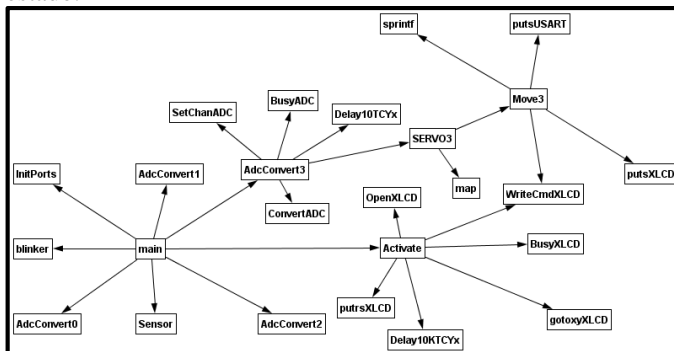 sprintf
putsUSART
BusyADC
SetChanADC
Delay10TCYx
Move3
SERVO3
InitPorts
AdcConvert1
AdcConvert3
putsXLCD
map
OpenXLCD
WriteCmdXLCD
ConvertADC
blinker
main
Activate
BusyXLCD
putrsXLCD
AdcConvert0
Sensor
AdcConvert2
gotoxyXLCD
Delay10KTCYx